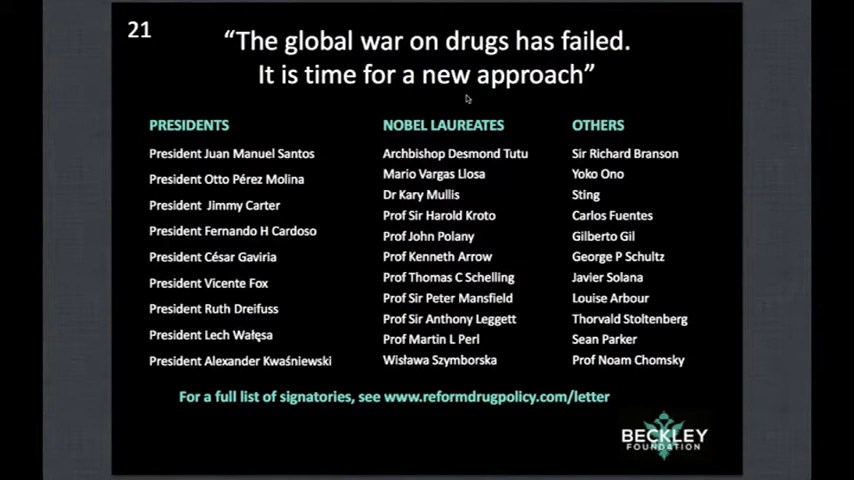 21
“The global war on drugs has failed.
It is time for a new approach”
PRESIDENTS
President Juan Manuel Santos
President Otto Pérez Molina
President Jimmy Carter
President Fernando H Cardoso
President César Gaviria
President Vicente Fox
President Ruth Dreifuss
President Lech Wałęsa
President Alexander Kwaśniewski
NOBEL LAUREATES
Archbishop Desmond Tutu
Mario Vargas Llosa
Dr Kary Mullis
Prof Sir Harold Kroto
Prof John Polany
Prof Kenneth Arrow
Prof Thomas C Schelling
Prof Sir Peter Mansfield
Prof Sir Anthony Leggett
Prof Martin L Perl
Wisława Szymborska
OTHERS
Sir Richard Branson
Yoko Ono
Sting
Carlos Fuentes
Gilberto Gil
George P Schultz
Javier Solana
Louise Arbour
Thorvald Stoltenberg
Sean Parker
Prof Noam Chomsky
For a full list of signatories, see www.reformdrugpolicy.com/letter
BECKLEY
FOUNDATION